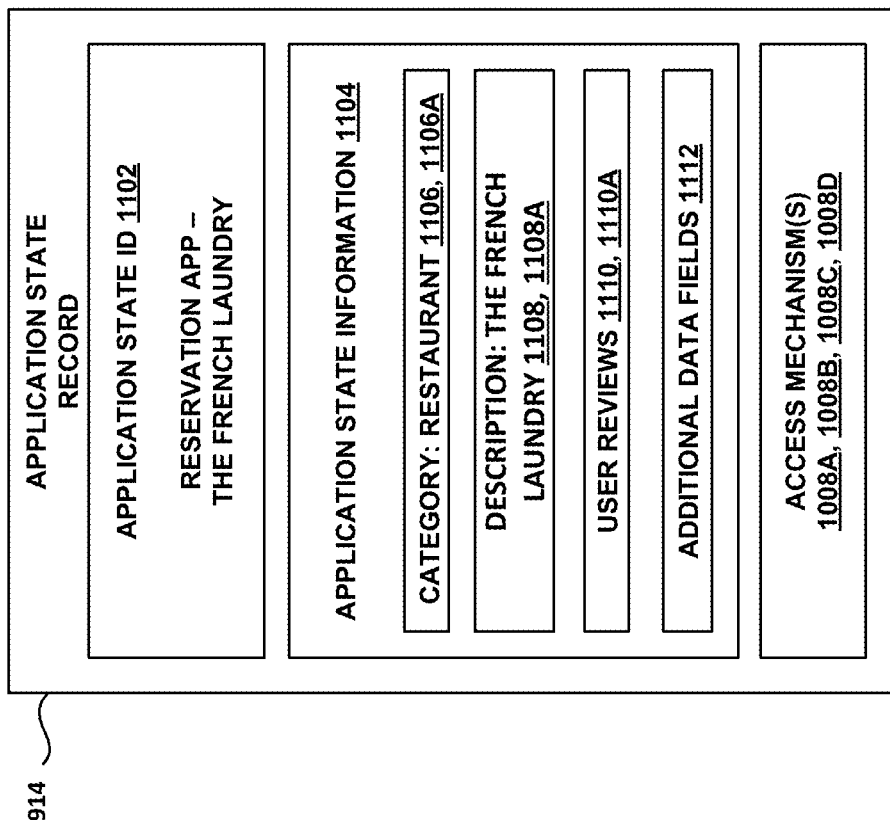 914
APPLICATION STATE
RECORD
APPLICATION STATE ID 1102
RESERVATION APP –
THE FRENCH LAUNDRY
APPLICATION STATE INFORMATION 1104
CATEGORY: RESTAURANT 1106, 1106A
DESCRIPTION: THE FRENCH
LAUNDRY 1108, 1108A
USER REVIEWS 1110, 1110A
ADDITIONAL DATA FIELDS 1112
ACCESS MECHANISM(S)
1008A, 1008B, 1008C, 1008D